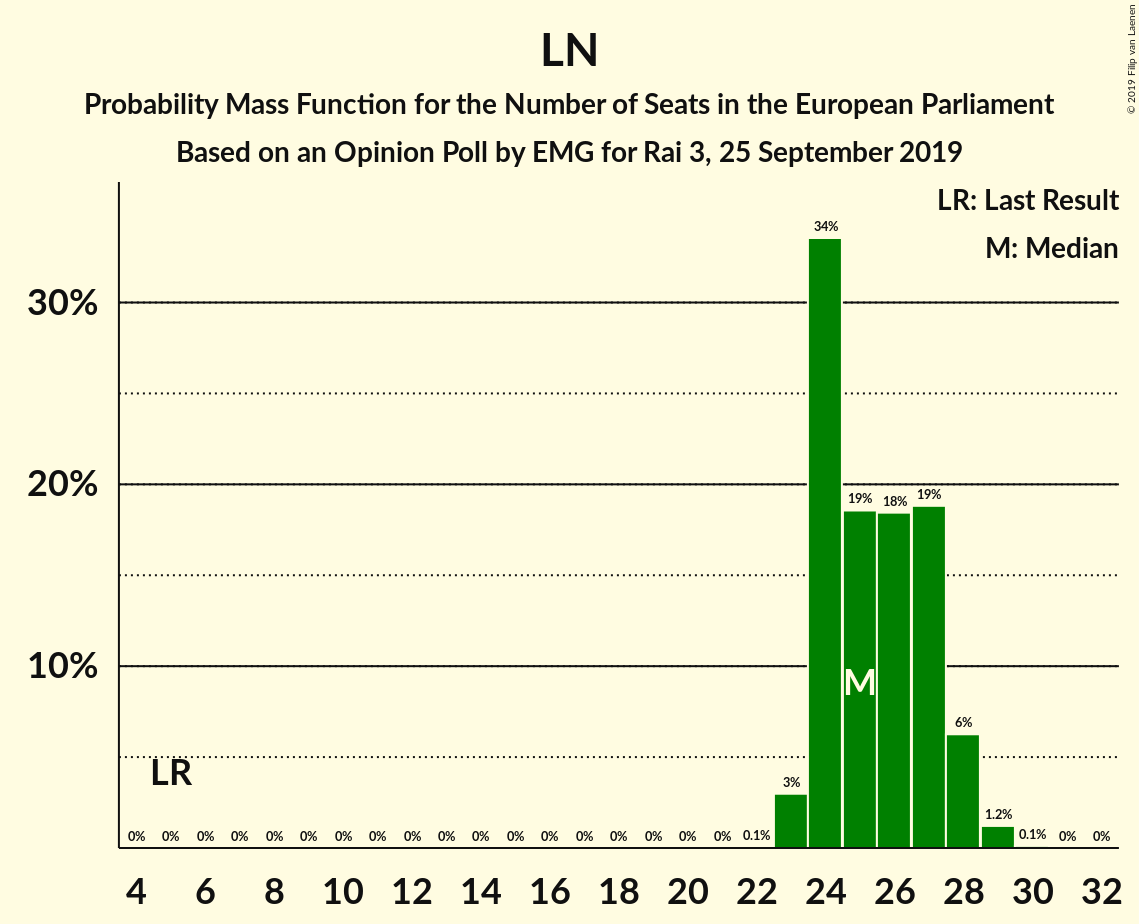 LN
Probability Mass Function for the Number of Seats in the European Parliament
Based on an Opinion Poll by EMG for Rai 3, 25 September 2019
© 2019 Filip van Laenen
LR: Last Result
M: Median
30%
20%
10%
0% 0% 0% 0% 0% 0% 0% 0% 0% 0% 0% 0% 0% 0% 0% 0% 0% 0% 0.1% 3% 34% 19% 18% 19% 6% 1.2% 0.1% 0% 0%
LR
M
4 6 8 10 12 14 16 18 20 22 24 26 28 30 32